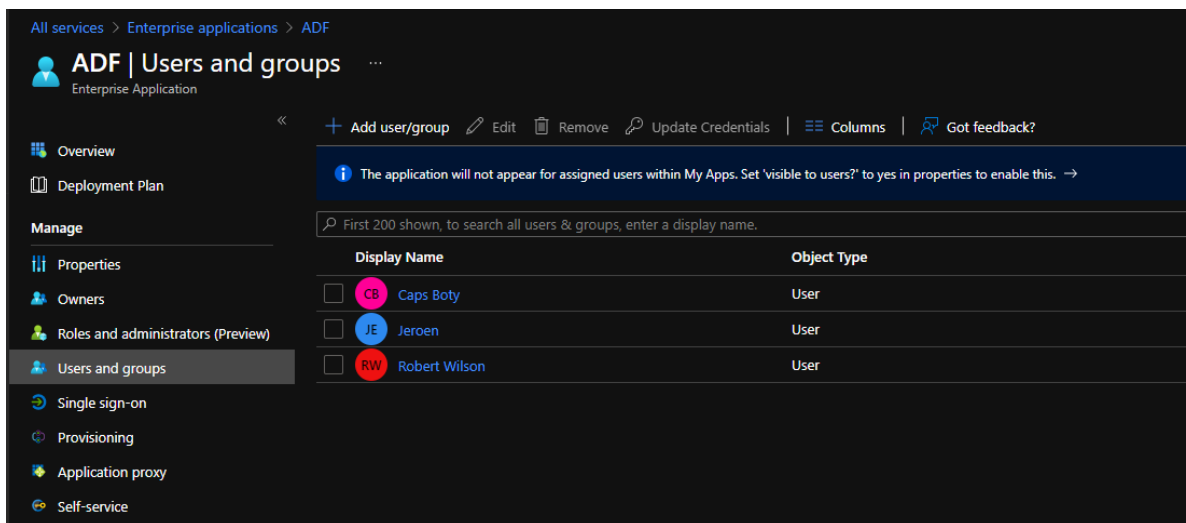 All services > Enterprise applications > ADF
ADF | Users and groups ...
Enterprise Application
«
+ Add user/group Edit Remove Update Credentials | Columns | Got feedback?
Overview
Deployment Plan
Manage
Properties
Owners
Roles and administrators (Preview)
Users and groups
Single sign-on
Provisioning
Application proxy
Self-service
The application will not appear for assigned users within My Apps. Set 'visible to users?' to yes in properties to enable this. →
First 200 shown, to search all users & groups, enter a display name.
Display Name Object Type
CB Caps Boty User
JE Jeroen User
RW Robert Wilson User